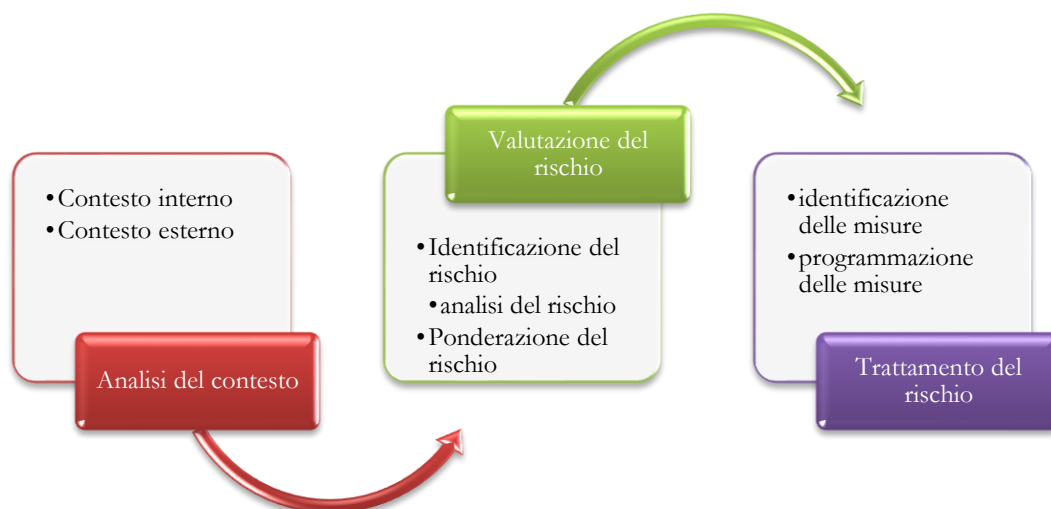 •Contesto interno
•Contesto esterno
Analisi del contesto
Valutazione del
rischio
•Identificazione del
rischio
•analisi del rischio
•Ponderazione del
rischio
•identificazione
delle misure
•programmazione
delle misure
Trattamento del
rischio